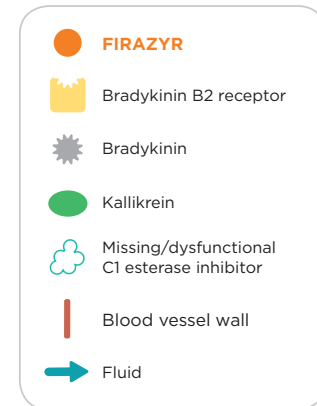 FIRAZYR
Bradykinin B2 receptor
Bradykinin
Kallikrein
Missing/dysfunctional
C1 esterase inhibitor
Blood vessel wall
Fluid